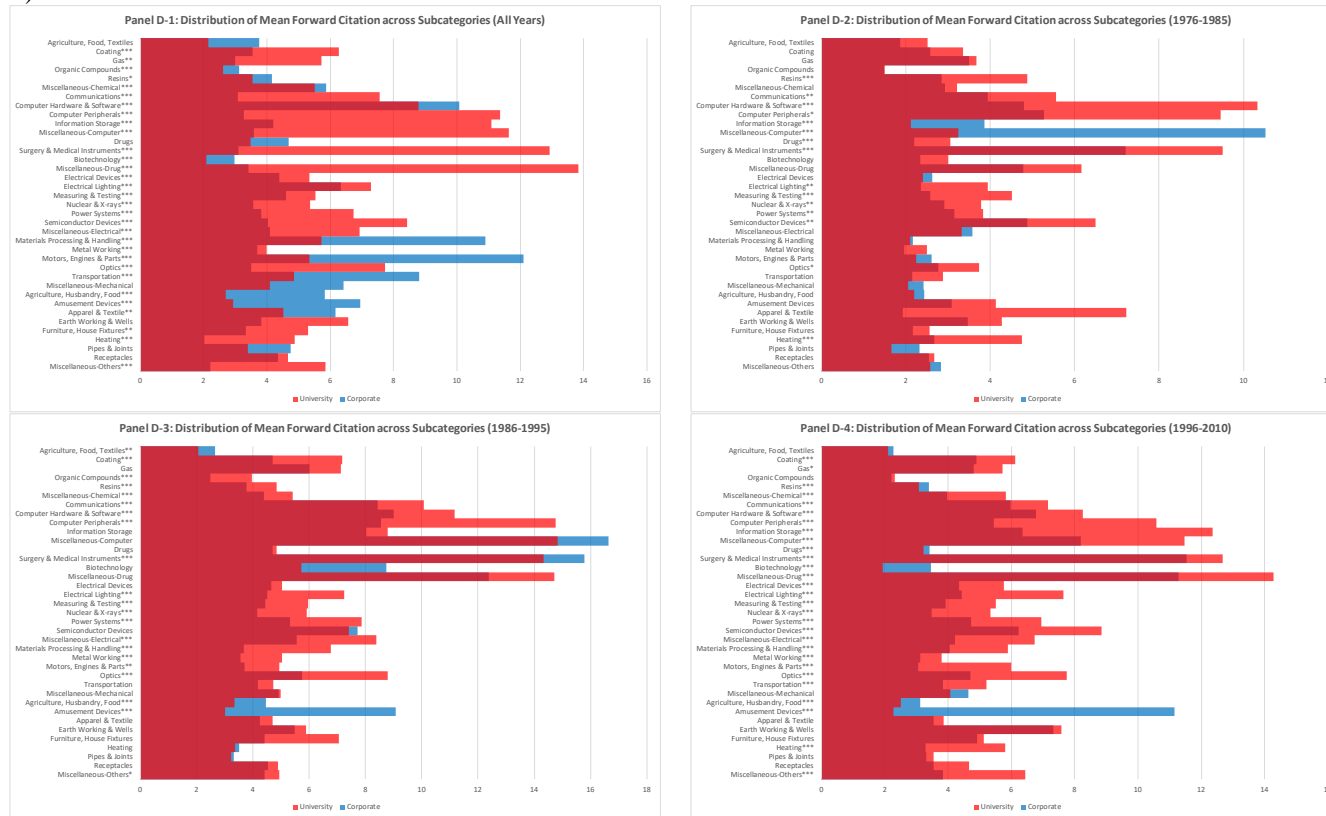 Panel D-1: Distribution of Mean Forward Citation across Subcategories (All Years)
Agriculture, Food, Textiles
Coating***
Gas**
Organic Compounds***
Resins*
Miscellaneous-Chemical***
Communications***
Computer Hardware & Software***
Computer Peripherals***
Information Storage***
Miscellaneous-Computer***
Drugs
Surgery & Medical Instruments***
Biotechnology***
Miscellaneous-Drug***
Electrical Devices***
Electrical Lighting***
Measuring & Testing***
Nuclear & X-rays***
Power Systems***
Semiconductor Devices***
Miscellaneous-Electrical***
Materials Processing & Handling***
Metal Working***
Motors, Engines & Parts***
Optics***
Transportation***
Miscellaneous-Mechanical
Agriculture, Husbandry, Food***
Amusement Devices***
Apparel & Textile**
Earth Working & Wells
Furniture, House Fixtures**
Heating***
Pipes & Joints
Receptacles
Miscellaneous-Others***
0 2 4 6 8 10 12 14 16
University Corporate
Panel D-2: Distribution of Mean Forward Citation across Subcategories (1976-1985)
Agriculture, Food, Textiles
Coating
Gas
Organic Compounds
Resins***
Miscellaneous-Chemical
Communications**
Computer Hardware & Software***
Computer Peripherals*
Information Storage***
Miscellaneous-Computer***
Drugs***
Surgery & Medical Instruments***
Biotechnology
Miscellaneous-Drug
Electrical Devices
Electrical Lighting**
Measuring & Testing***
Nuclear & X-rays**
Power Systems**
Semiconductor Devices**
Miscellaneous-Electrical
Materials Processing & Handling
Metal Working
Motors, Engines & Parts
Optics*
Transportation
Miscellaneous-Mechanical
Agriculture, Husbandry, Food
Amusement Devices
Apparel & Textile
Earth Working & Wells
Furniture, House Fixtures
Heating***
Pipes & Joints
Receptacles
Miscellaneous-Others
0 2 4 6 8 10
University Corporate
Panel D-3: Distribution of Mean Forward Citation across Subcategories (1986-1995)
Agriculture, Food, Textiles**
Coating***
Gas
Organic Compounds***
Resins***
Miscellaneous-Chemical***
Communications***
Computer Hardware & Software***
Computer Peripherals***
Information Storage
Miscellaneous-Computer
Drugs
Surgery & Medical Instruments***
Biotechnology
Miscellaneous-Drug
Electrical Devices
Electrical Lighting***
Measuring & Testing***
Nuclear & X-rays***
Power Systems***
Semiconductor Devices
Miscellaneous-Electrical***
Materials Processing & Handling***
Metal Working***
Motors, Engines & Parts**
Optics***
Transportation
Miscellaneous-Mechanical
Agriculture, Husbandry, Food***
Amusement Devices***
Apparel & Textile
Earth Working & Wells
Furniture, House Fixtures
Heating
Pipes & Joints
Receptacles
Miscellaneous-Others*
0 2 4 6 8 10 12 14 16 18
University Corporate
Panel D-4: Distribution of Mean Forward Citation across Subcategories (1996-2010)
Agriculture, Food, Textiles
Coating***
Gas*
Organic Compounds
Resins***
Miscellaneous-Chemical***
Communications***
Computer Hardware & Software***
Computer Peripherals***
Information Storage***
Miscellaneous-Computer***
Drugs***
Surgery & Medical Instruments***
Biotechnology***
Miscellaneous-Drug***
Electrical Devices***
Electrical Lighting***
Measuring & Testing***
Nuclear & X-rays***
Power Systems***
Semiconductor Devices***
Miscellaneous-Electrical***
Materials Processing & Handling***
Metal Working***
Motors, Engines & Parts***
Optics***
Transportation***
Miscellaneous-Mechanical
Agriculture, Husbandry, Food***
Amusement Devices***
Apparel & Textile
Earth Working & Wells
Furniture, House Fixtures
Heating***
Pipes & Joints
Receptacles
Miscellaneous-Others***
0 2 4 6 8 10 12 14
University Corporate